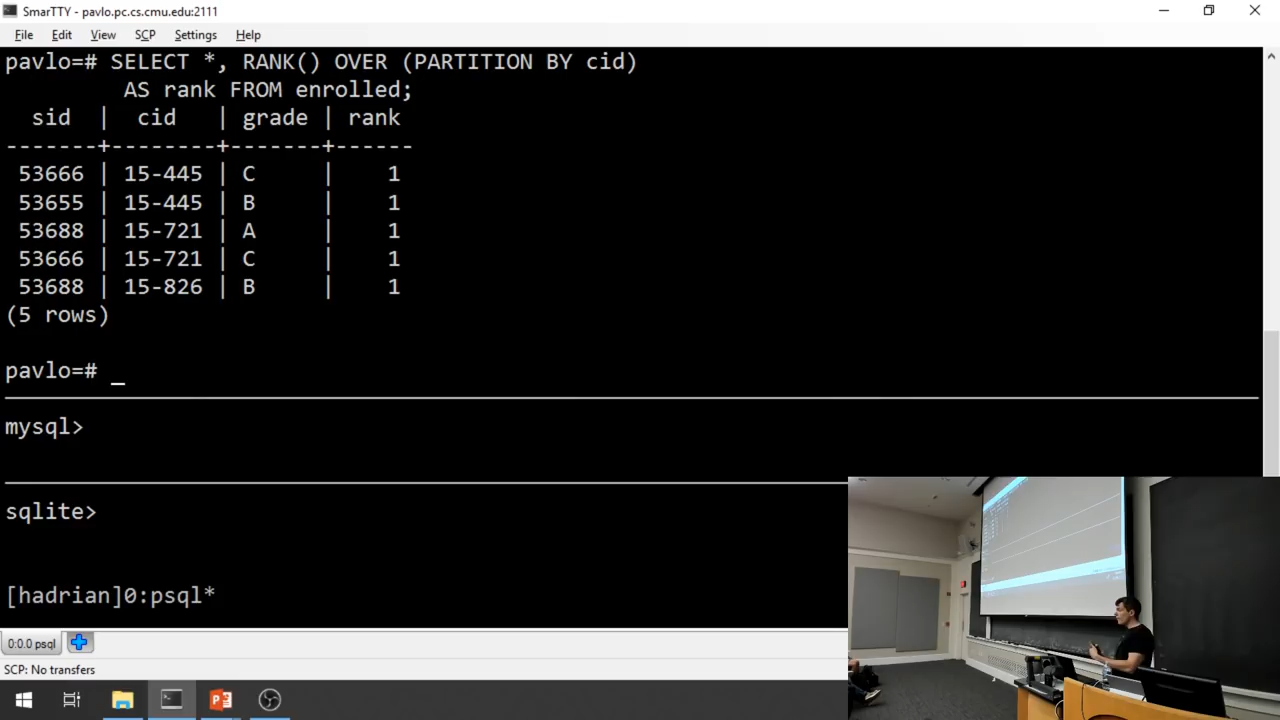 SmarTTY - pavlo.pc.cs.cmu.edu:2111
File Edit View SCP Settings Help
pavlo=# SELECT *, RANK() OVER (PARTITION BY cid)
AS rank FROM enrolled;
sid | cid | grade | rank
-------+--------+-------+------
53666 | 15-445 | C | 1
53655 | 15-445 | B | 1
53688 | 15-721 | A | 1
53666 | 15-721 | C | 1
53688 | 15-826 | B | 1
(5 rows)
pavlo=# _
mysql>
sqlite>
[hadrian]0:psql*
0:0.0 psql
SCP: No transfers